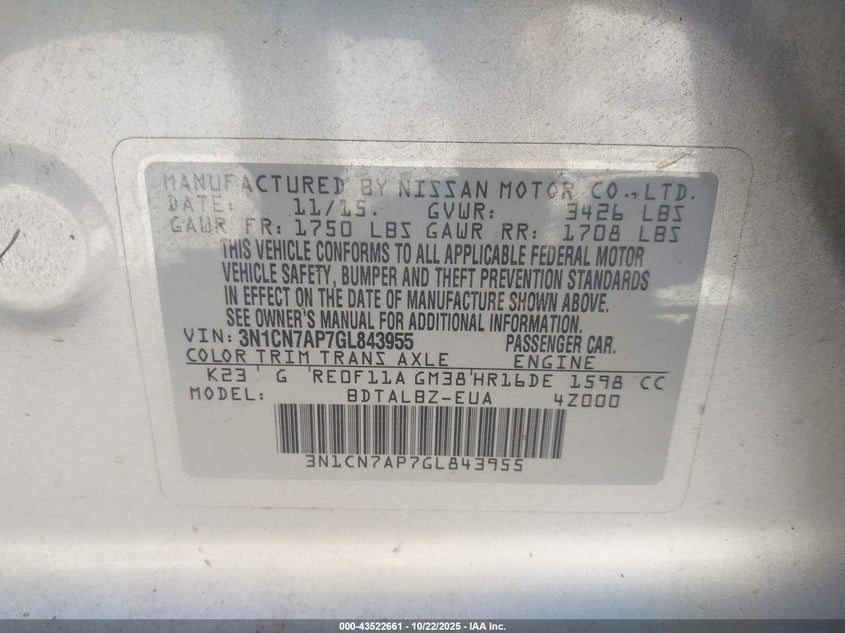 MANUFACTURED BY NISSAN MOTOR CO.,LTD.
DATE: 11/15. GVWR: 3426 LBS
GAWR FR: 1750 LBS GAWR RR: 1708 LBS
THIS VEHICLE CONFORMS TO ALL APPLICABLE FEDERAL MOTOR
VEHICLE SAFETY, BUMPER AND THEFT PREVENTION STANDARDS
IN EFFECT ON THE DATE OF MANUFACTURE SHOWN ABOVE.
SEE OWNER'S MANUAL FOR ADDITIONAL INFORMATION.
VIN: 3N1CN7AP7GL843955 PASSENGER CAR.
COLOR TRIM TRANS AXLE ENGINE
K23 G RE0F11A GM38 HR16DE 1598 CC
MODEL: BDTALBZ-EUA 4Z000
3N1CN7AP7GL843955
000-43522661 | 10/22/2025 - IAA Inc.